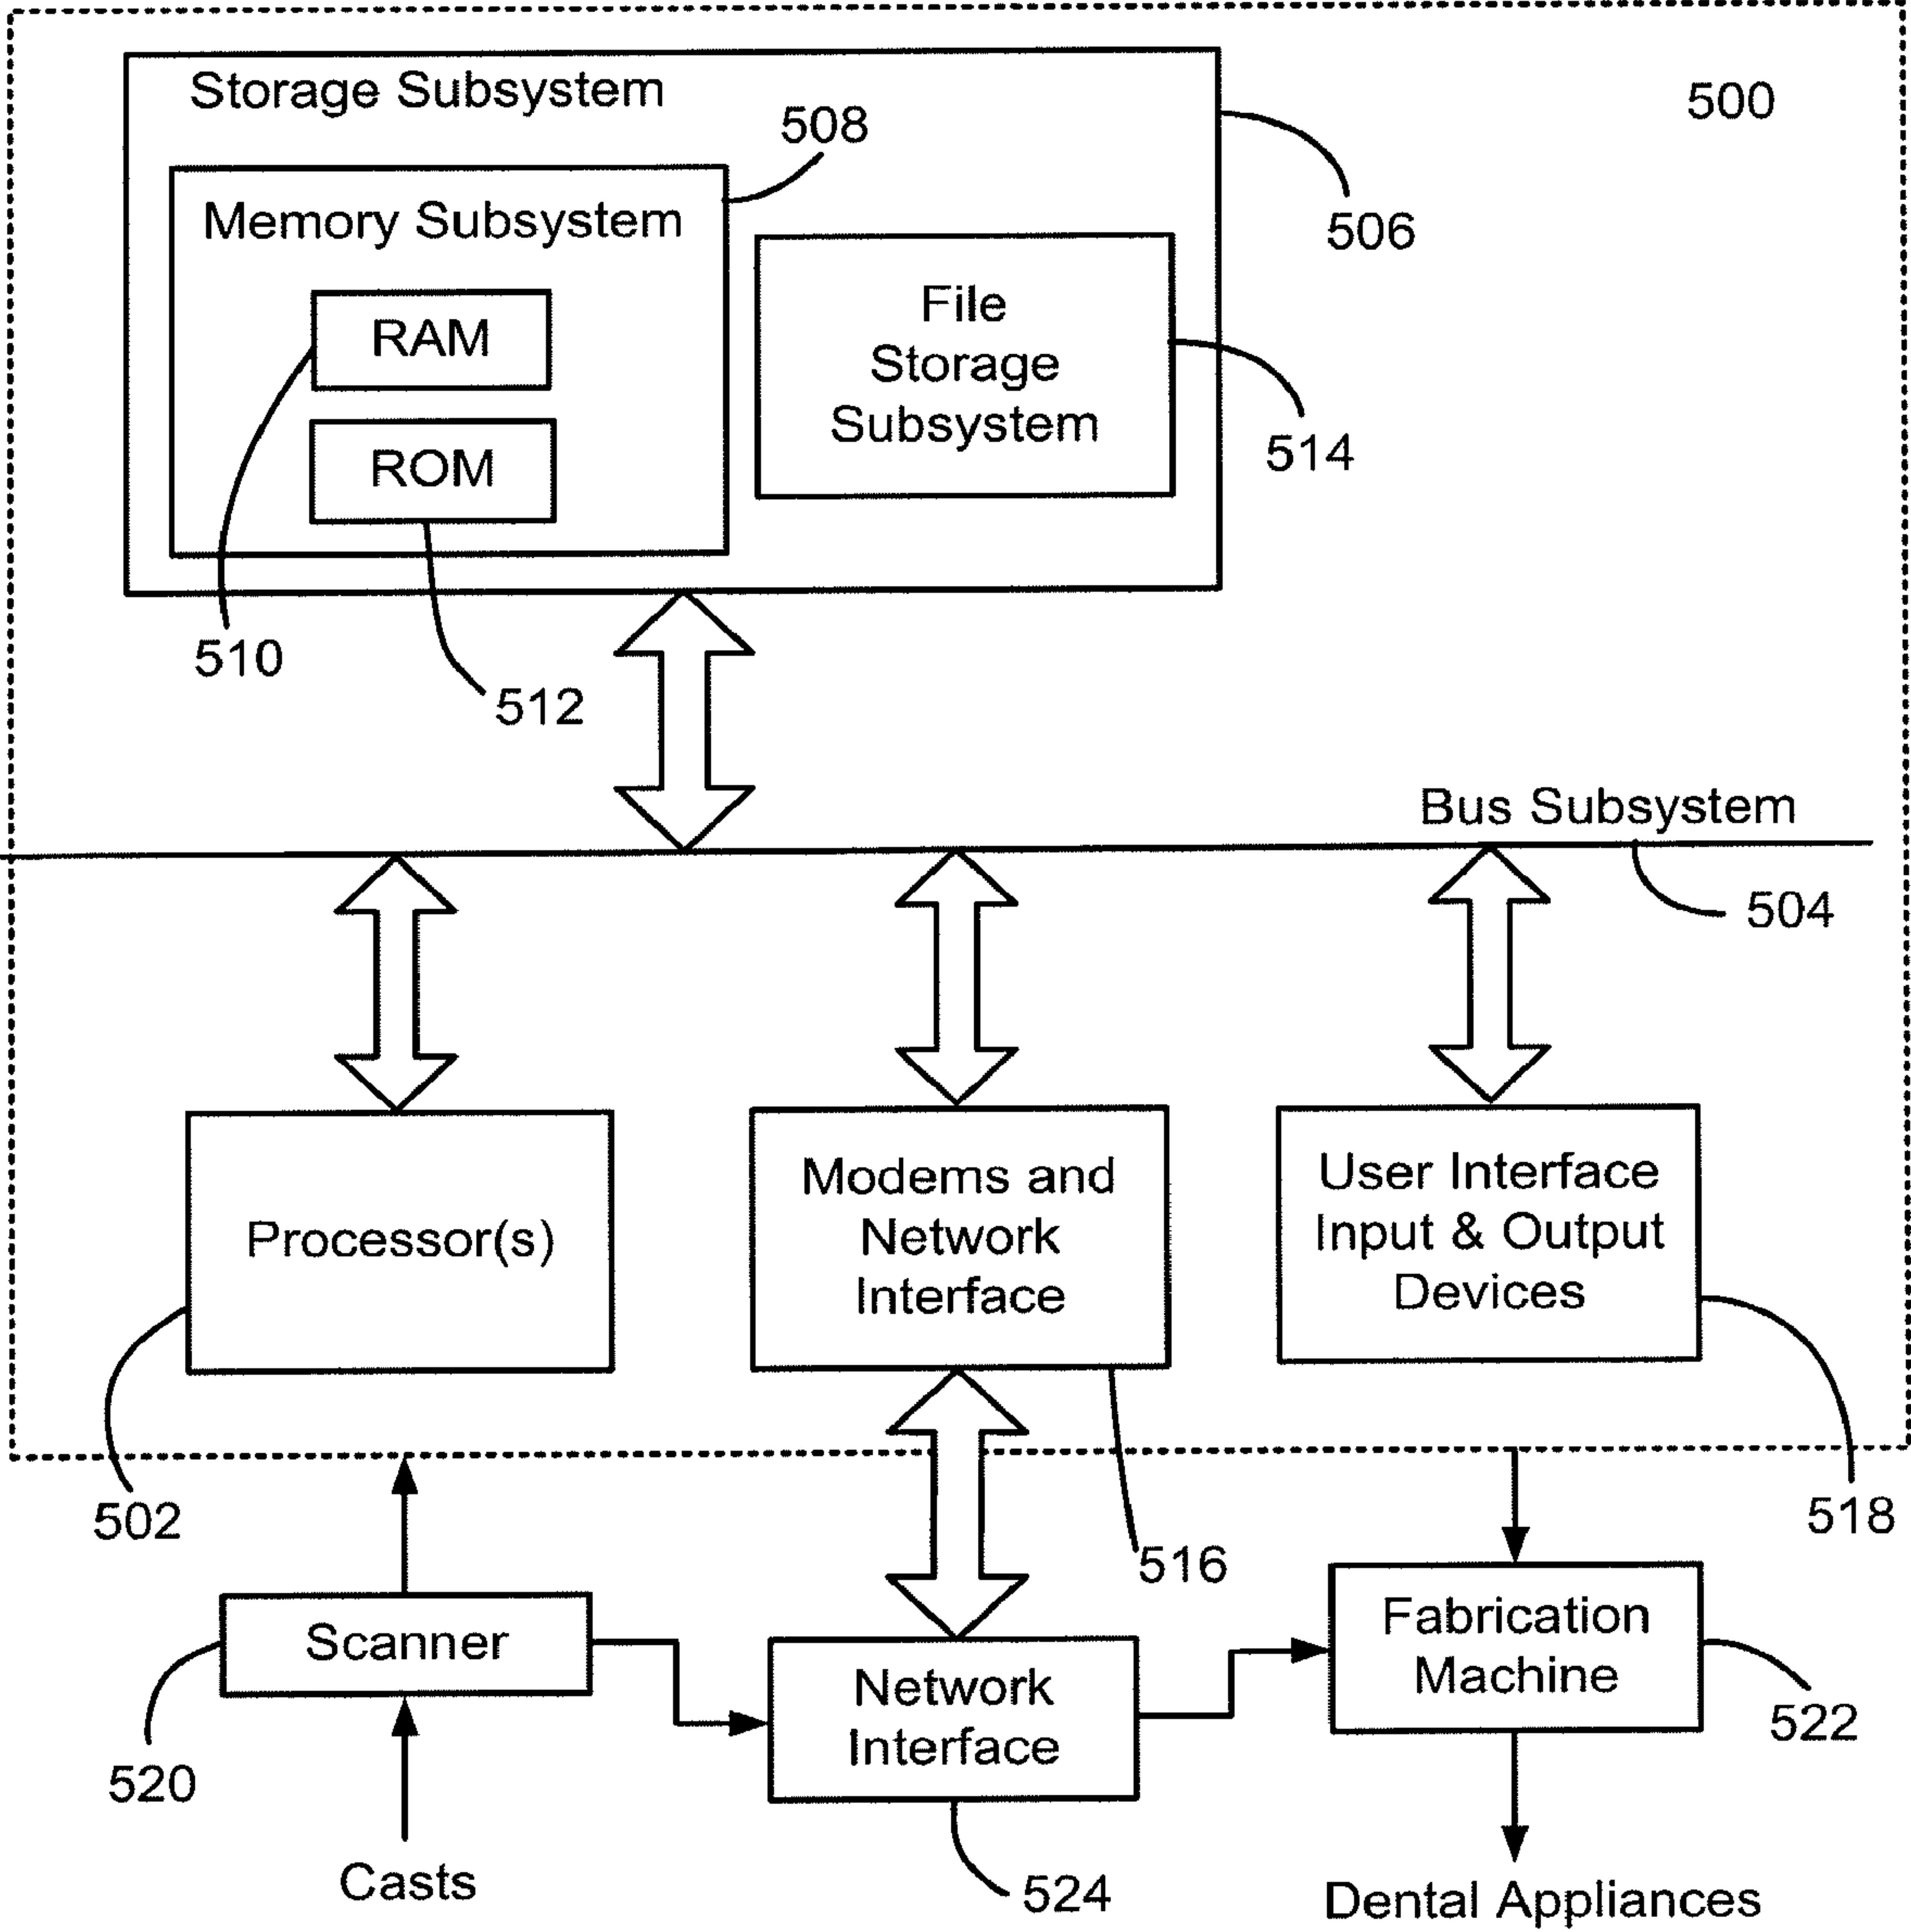 Storage Subsystem
500
508
Memory Subsystem
506
File
Storage
Subsystem
RAM
514
ROM
510
512
Bus Subsystem
504
Processor(s)
Modems and
Network
Interface
User Interface
Input & Output
Devices
502
518
516
Scanner
Fabrication
Machine
Network
Interface
522
520
Casts
524
Dental Appliances